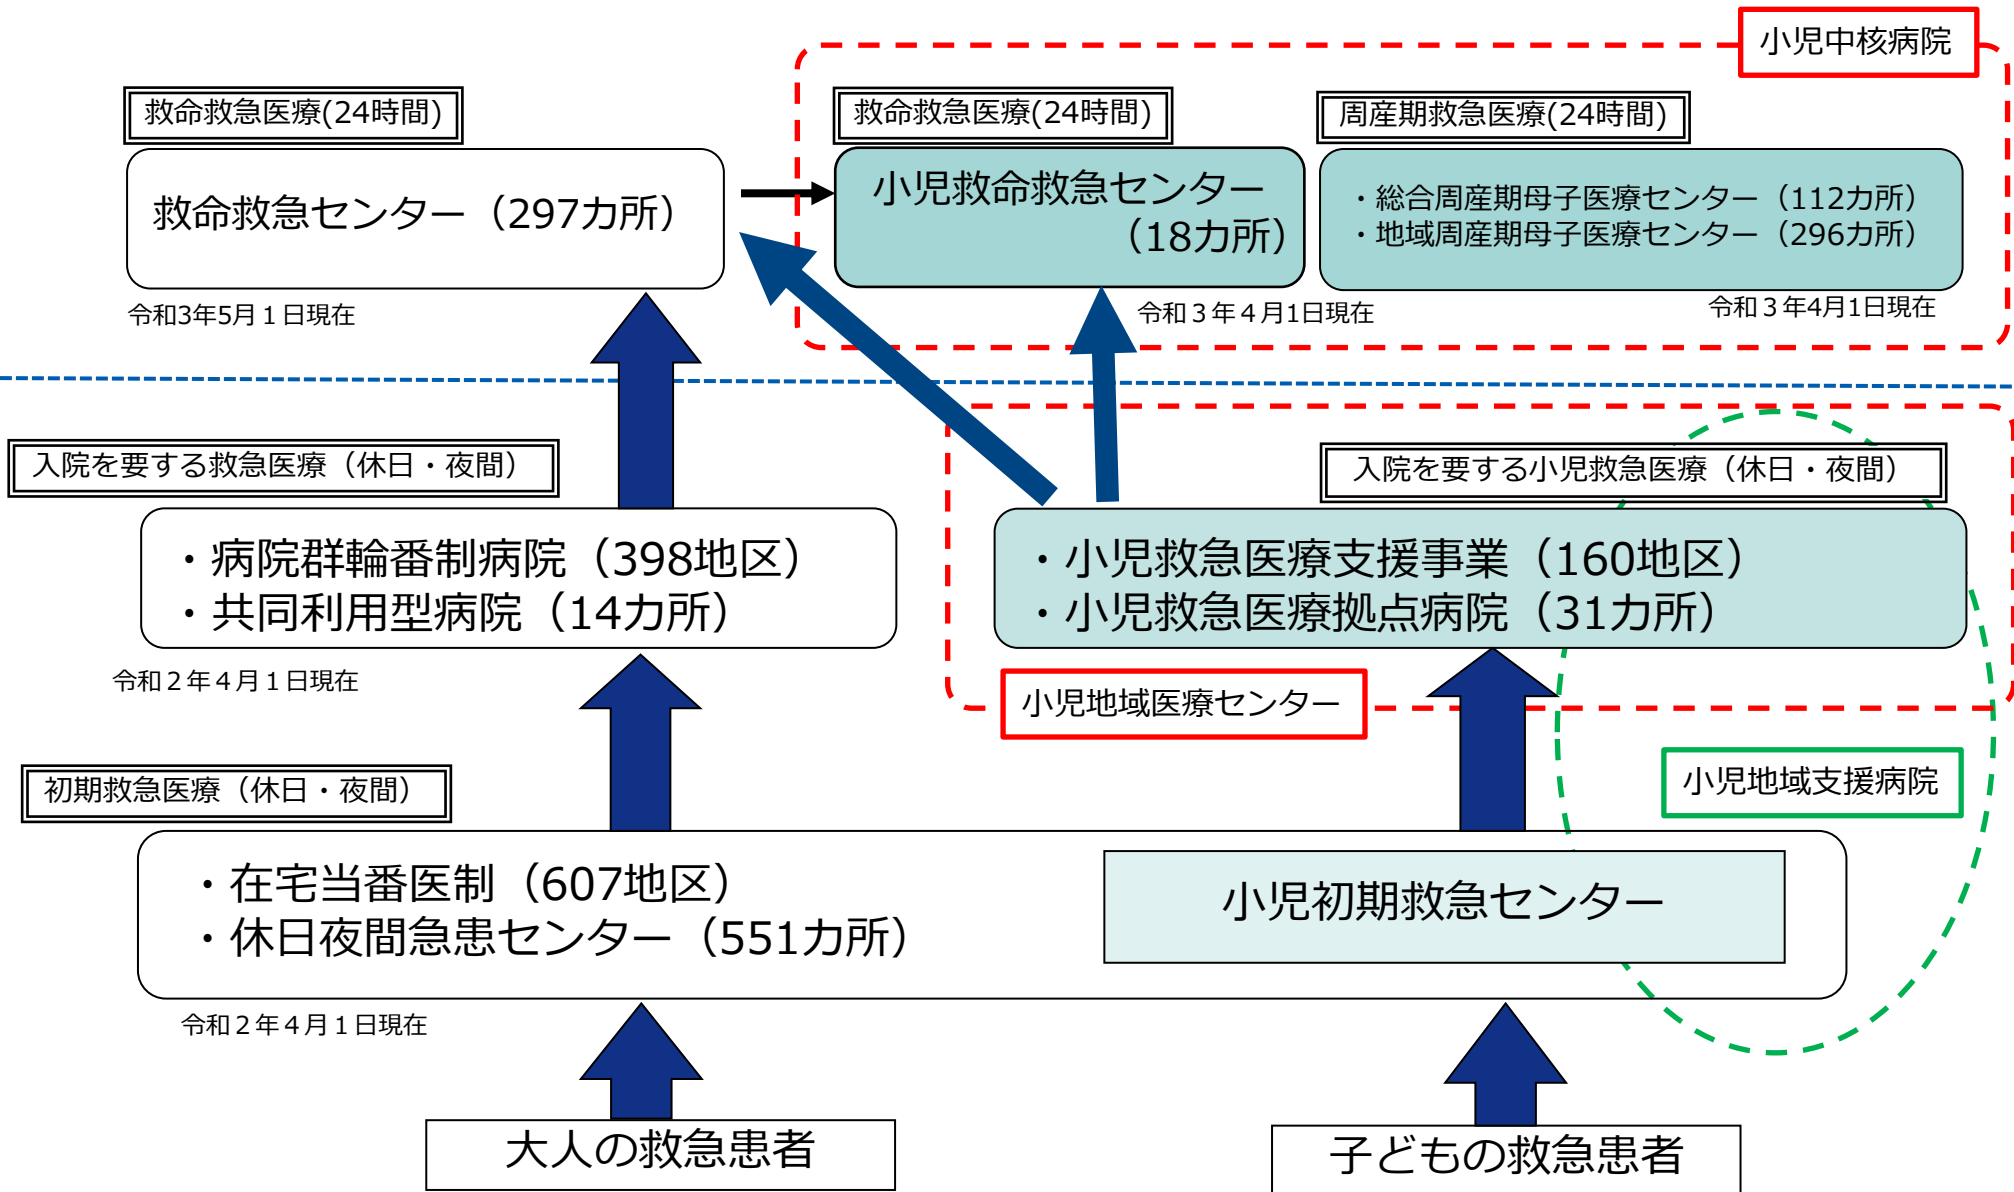 小児中核病院
救命救急医療(24時間)
救命救急医療(24時間)
周産期救急医療(24時間)
救命救急センター（297カ所）
小児救命救急センター
（18カ所）
・総合周産期母子医療センター（112カ所）
・地域周産期母子医療センター（296カ所）
令和3年5月１日現在
令和３年４月1日現在
令和３年4月1日現在
入院を要する救急医療（休日・夜間）
入院を要する小児救急医療（休日・夜間）
・病院群輪番制病院（398地区）
・共同利用型病院（14カ所）
・小児救急医療支援事業（160地区）
・小児救急医療拠点病院（31カ所）
令和２年４月１日現在
小児地域医療センター
初期救急医療（休日・夜間）
小児地域支援病院
・在宅当番医制（607地区）
・休日夜間急患センター（551カ所）
小児初期救急センター
令和２年４月１日現在
大人の救急患者
子どもの救急患者